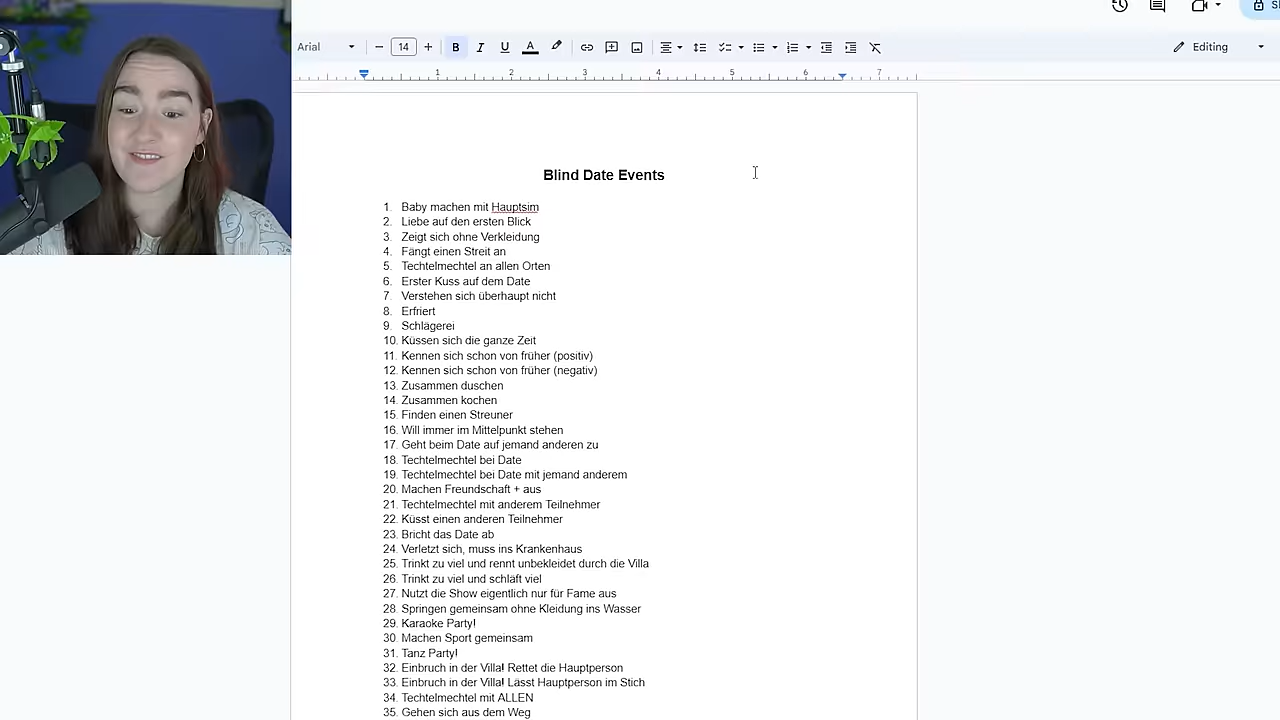 Arial
14
B
I
U
A
Editing
1
2
3
4
5
6
7
Blind Date Events
1. Baby machen mit Hauptsim
2. Liebe auf den ersten Blick
3. Zeigt sich ohne Verkleidung
4. Fängt einen Streit an
5. Techtelmechtel an allen Orten
6. Erster Kuss auf dem Date
7. Verstehen sich überhaupt nicht
8. Erfriert
9. Schlägerei
10. Küssen sich die ganze Zeit
11. Kennen sich schon von früher (positiv)
12. Kennen sich schon von früher (negativ)
13. Zusammen duschen
14. Zusammen kochen
15. Finden einen Streuner
16. Will immer im Mittelpunkt stehen
17. Geht beim Date auf jemand anderen zu
18. Techtelmechtel bei Date
19. Techtelmechtel bei Date mit jemand anderem
20. Machen Freundschaft + aus
21. Techtelmechtel mit anderem Teilnehmer
22. Küsst einen anderen Teilnehmer
23. Bricht das Date ab
24. Verletzt sich, muss ins Krankenhaus
25. Trinkt zu viel und rennt unbekleidet durch die Villa
26. Trinkt zu viel und schläft viel
27. Nutzt die Show eigentlich nur für Fame aus
28. Springen gemeinsam ohne Kleidung ins Wasser
29. Karaoke Party!
30. Machen Sport gemeinsam
31. Tanz Party!
32. Einbruch in der Villa! Rettet die Hauptperson
33. Einbruch in der Villa! Lässt Hauptperson im Stich
34. Techtelmechtel mit ALLEN
35. Gehen sich aus dem Weg